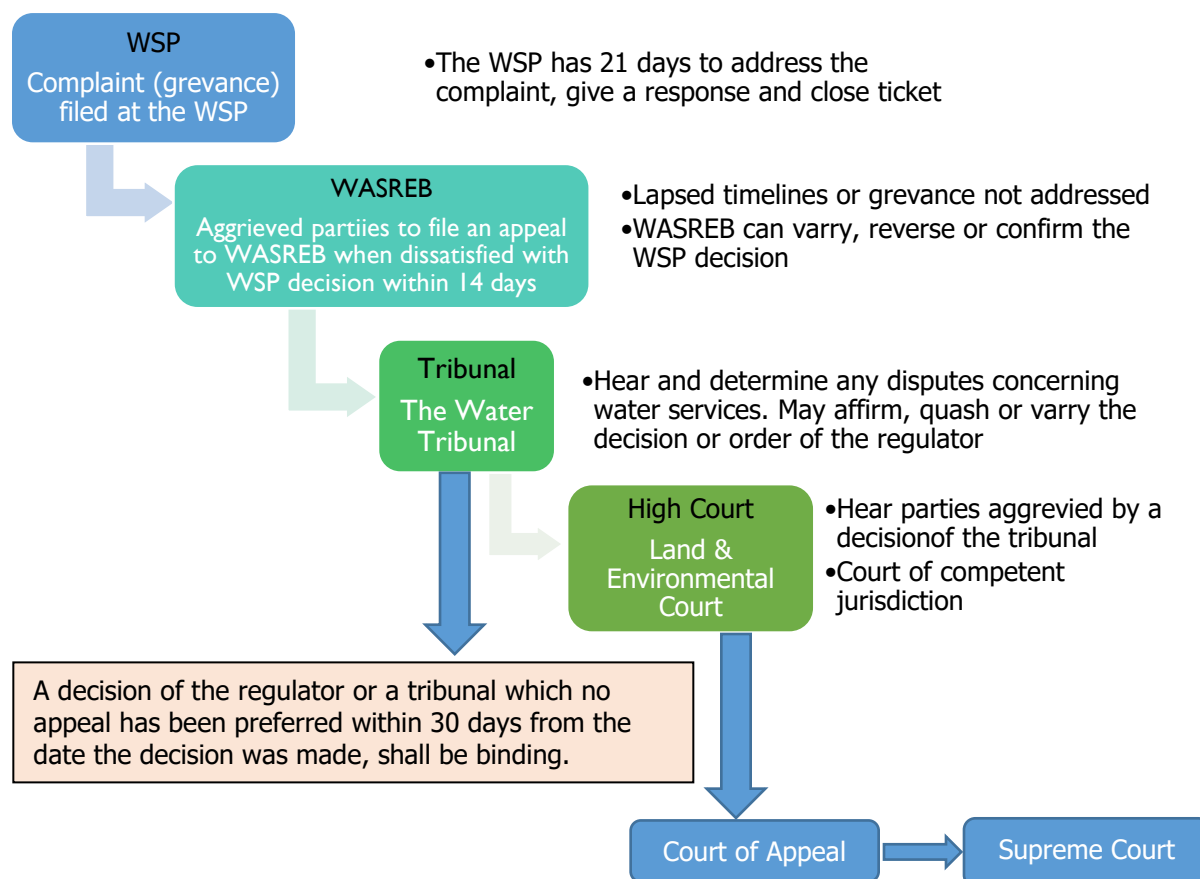 WSP
Complaint (grevance)
filed at the WSP
•The WSP has 21 days to address the
complaint, give a response and close ticket
WASREB
Aggrieved partiies to file an appeal
to WASREB when dissatisfied with
WSP decision within 14 days
•Lapsed timelines or grevance not addressed
•WASREB can varry, reverse or confirm the
WSP decision
Tribunal
The Water
Tribunal
•Hear and determine any disputes concerning
water services. May affirm, quash or varry the
decision or order of the regulator
High Court
Land &
Environmental
Court
•Hear parties aggrevied by a
decisionof the tribunal
•Court of competent
jurisdiction
A decision of the regulator or a tribunal which no
appeal has been preferred within 30 days from the
date the decision was made, shall be binding.
Court of Appeal
Supreme Court